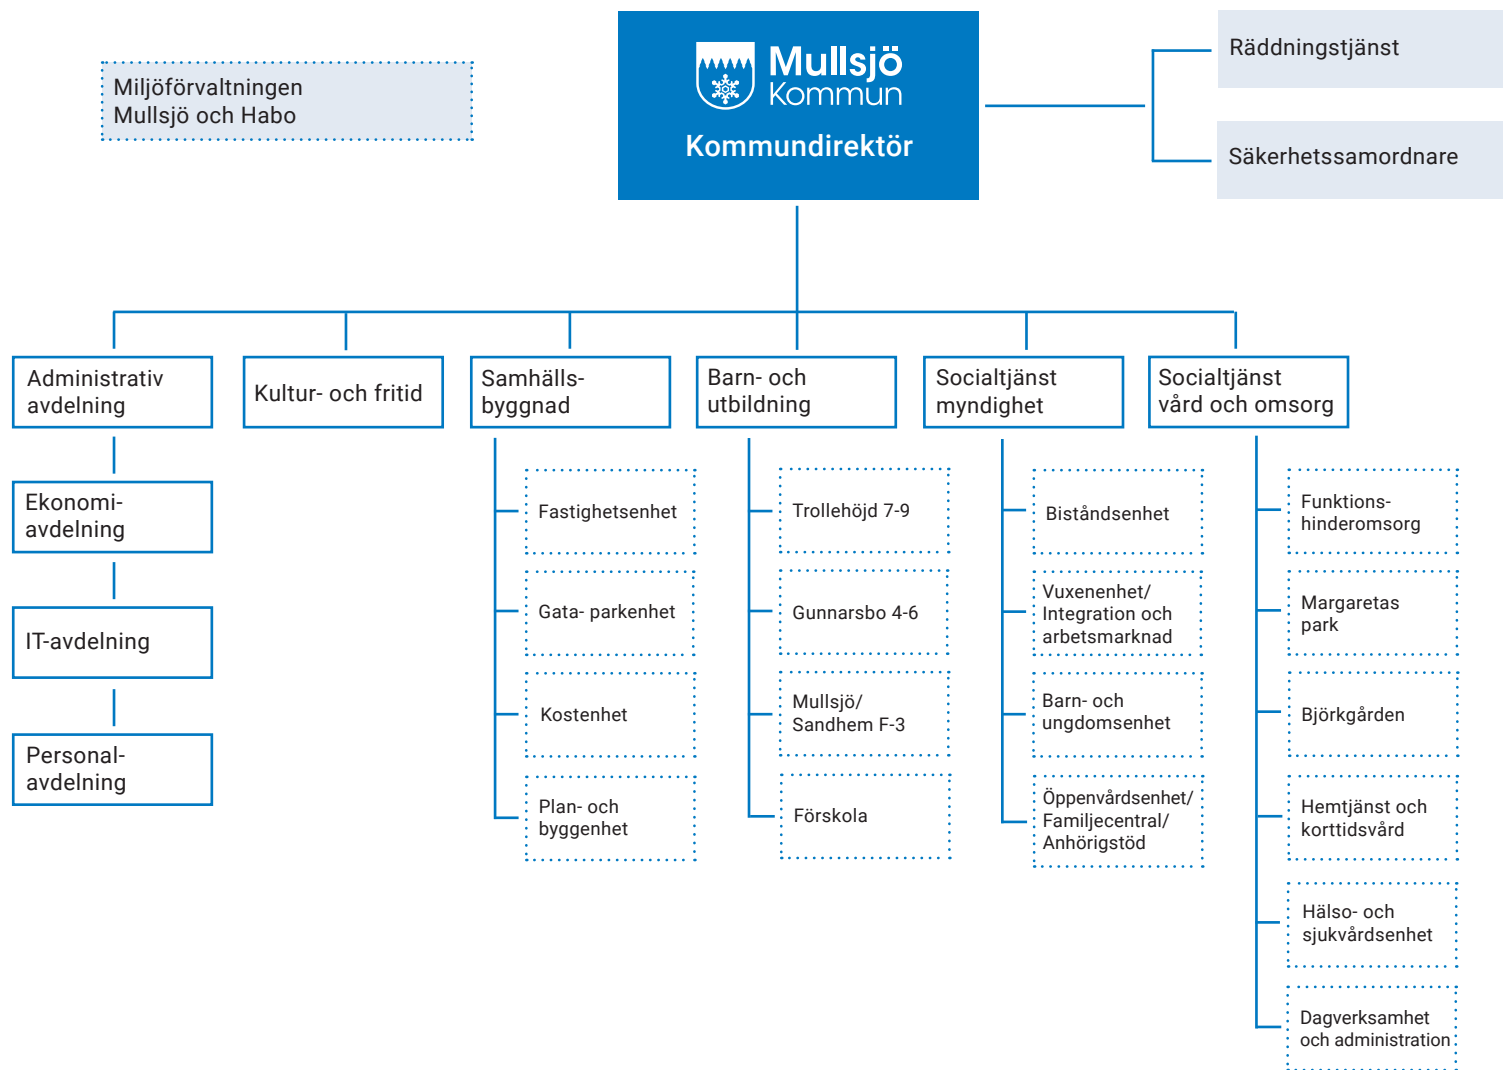 Miljöförvaltningen
Mullsjö och Habo
Mullsjö
Kommun
Kommundirektör
Räddningstjänst
Säkerhetssamordnare
Administrativ
avdelning
Ekonomi-
avdelning
IT-avdelning
Personal-
avdelning
Kultur- och fritid
Samhälls-
byggnad
Fastighetsenhet
Gata- parkenhet
Kostenhet
Plan- och
byggenhet
Barn- och
utbildning
Trollehöjd 7-9
Gunnarsbo 4-6
Mullsjö/
Sandhem F-3
Förskola
Socialtjänst
myndighet
Biståndsenhet
Vuxenenhet/
Integration och
arbetsmarknad
Barn- och
ungdomsenhet
Öppenvårdsenhet/
Familjecentral/
Anhörigstöd
Socialtjänst
vård och omsorg
Funktions-
hinderomsorg
Margaretas
park
Björkgården
Hemtjänst och
korttidsvård
Hälso- och
sjukvårdsenhet
Dagverksamhet
och administration